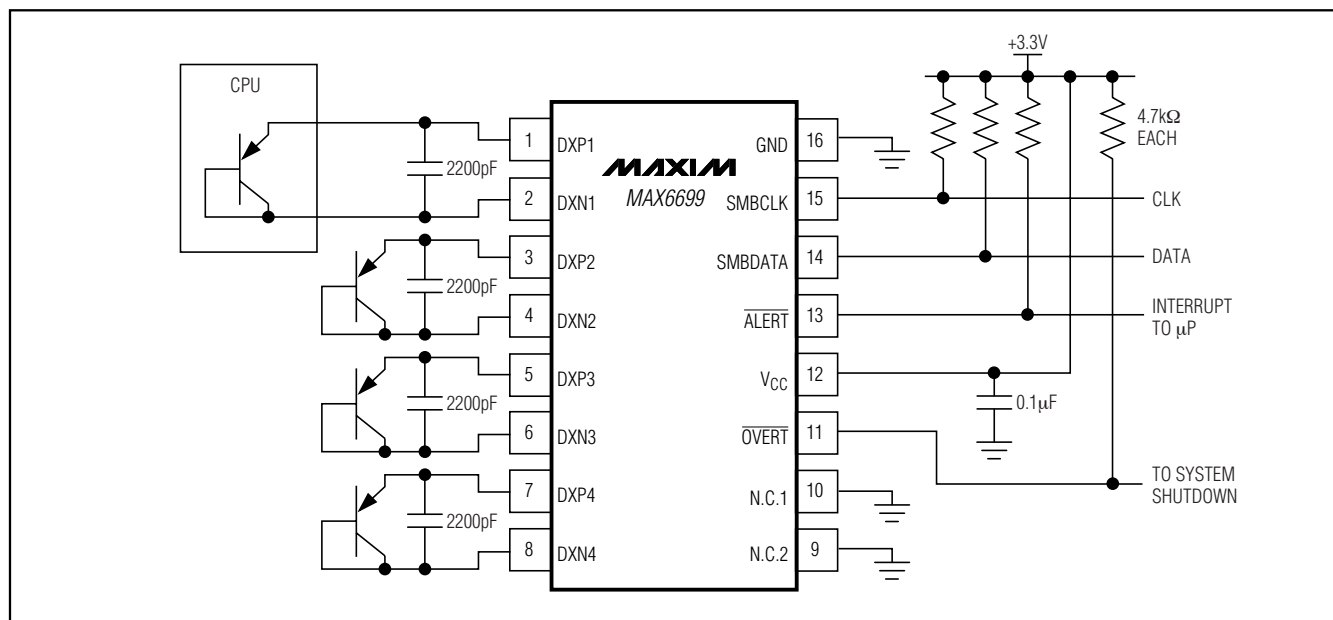 +3.3V
CPU
4.7kΩ
EACH
1
DXP1
GND
16
2200pF
MAXIM
MAX6699
2
DXN1
SMBCLK
15
CLK
3
DXP2
SMBDATA
14
DATA
2200pF
4
DXN2
ALERT
13
INTERRUPT
TO µP
5
DXP3
VCC
12
2200pF
0.1µF
6
DXN3
OVERT
11
7
DXP4
N.C.1
10
TO SYSTEM
SHUTDOWN
2200pF
8
DXN4
N.C.2
9